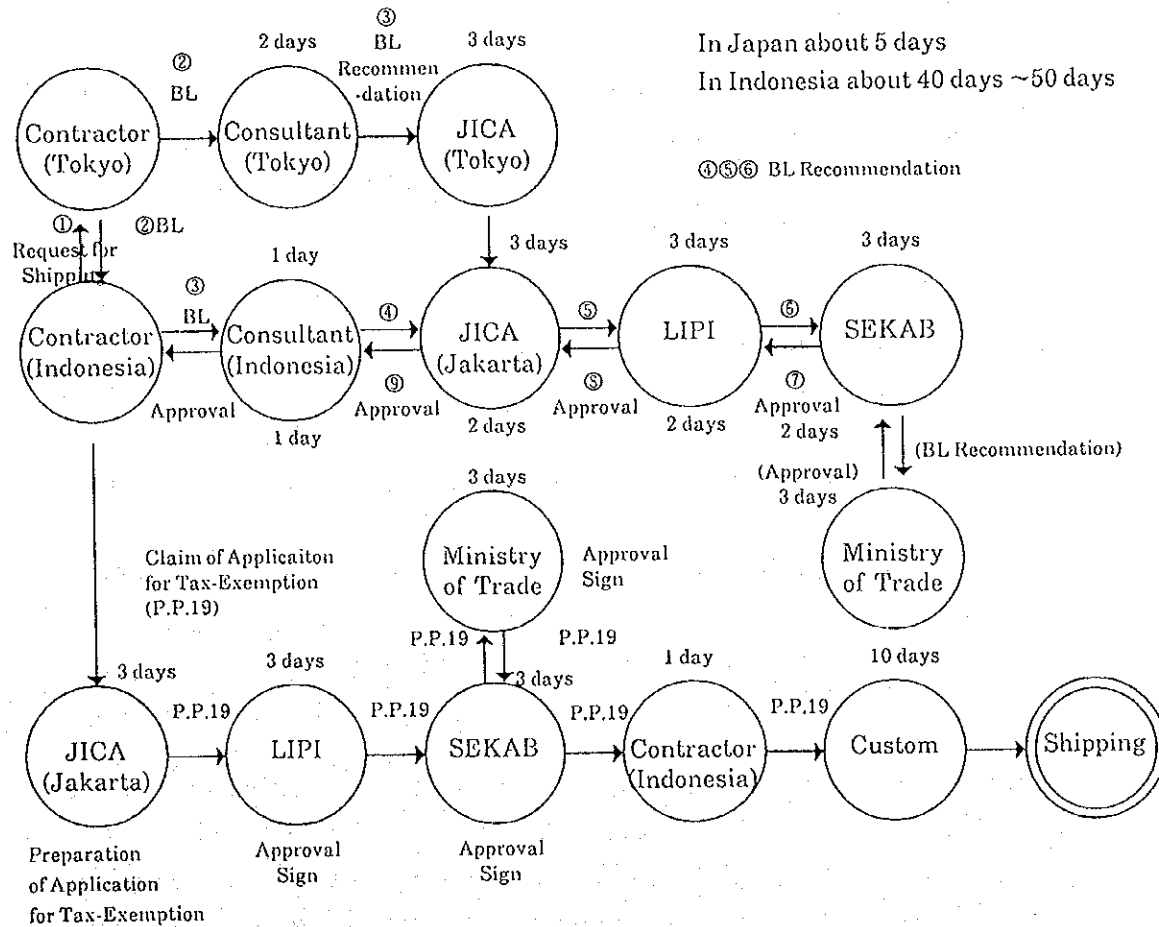 ③
2 days
BL
3 days
In Japan about 5 days
②
Recommen
In Indonesia about 40 days ~50 days
BL
-dation
Contractor
(Tokyo)
Consultant
(Tokyo)
JICA
(Tokyo)
④⑤⑥ BL Recommendation
①
②BL
Request for
Shipping
3 days
3 days
3 days
1 day
③
BL
④
⑤
⑥
Contractor
(Indonesia)
Consultant
(Indonesia)
JICA
(Jakarta)
LIPI
SEKAB
Approval
⑨
Approval
⑧
Approval
⑦
Approval
1 day
2 days
2 days
2 days
(BL Recommendation)
(Approval)
3 days
3 days
Ministry
of Trade
Approval
Sign
Ministry
of Trade
Claim of Applicaiton
for Tax-Exemption
(P.P.19)
P.P.19
P.P.19
3 days
3 days
3 days
1 day
10 days
P.P.19
P.P.19
P.P.19
P.P.19
JICA
(Jakarta)
LIPI
SEKAB
Contractor
(Indonesia)
Custom
Shipping
Preparation
of Application
for Tax-Exemption
Approval
Sign
Approval
Sign